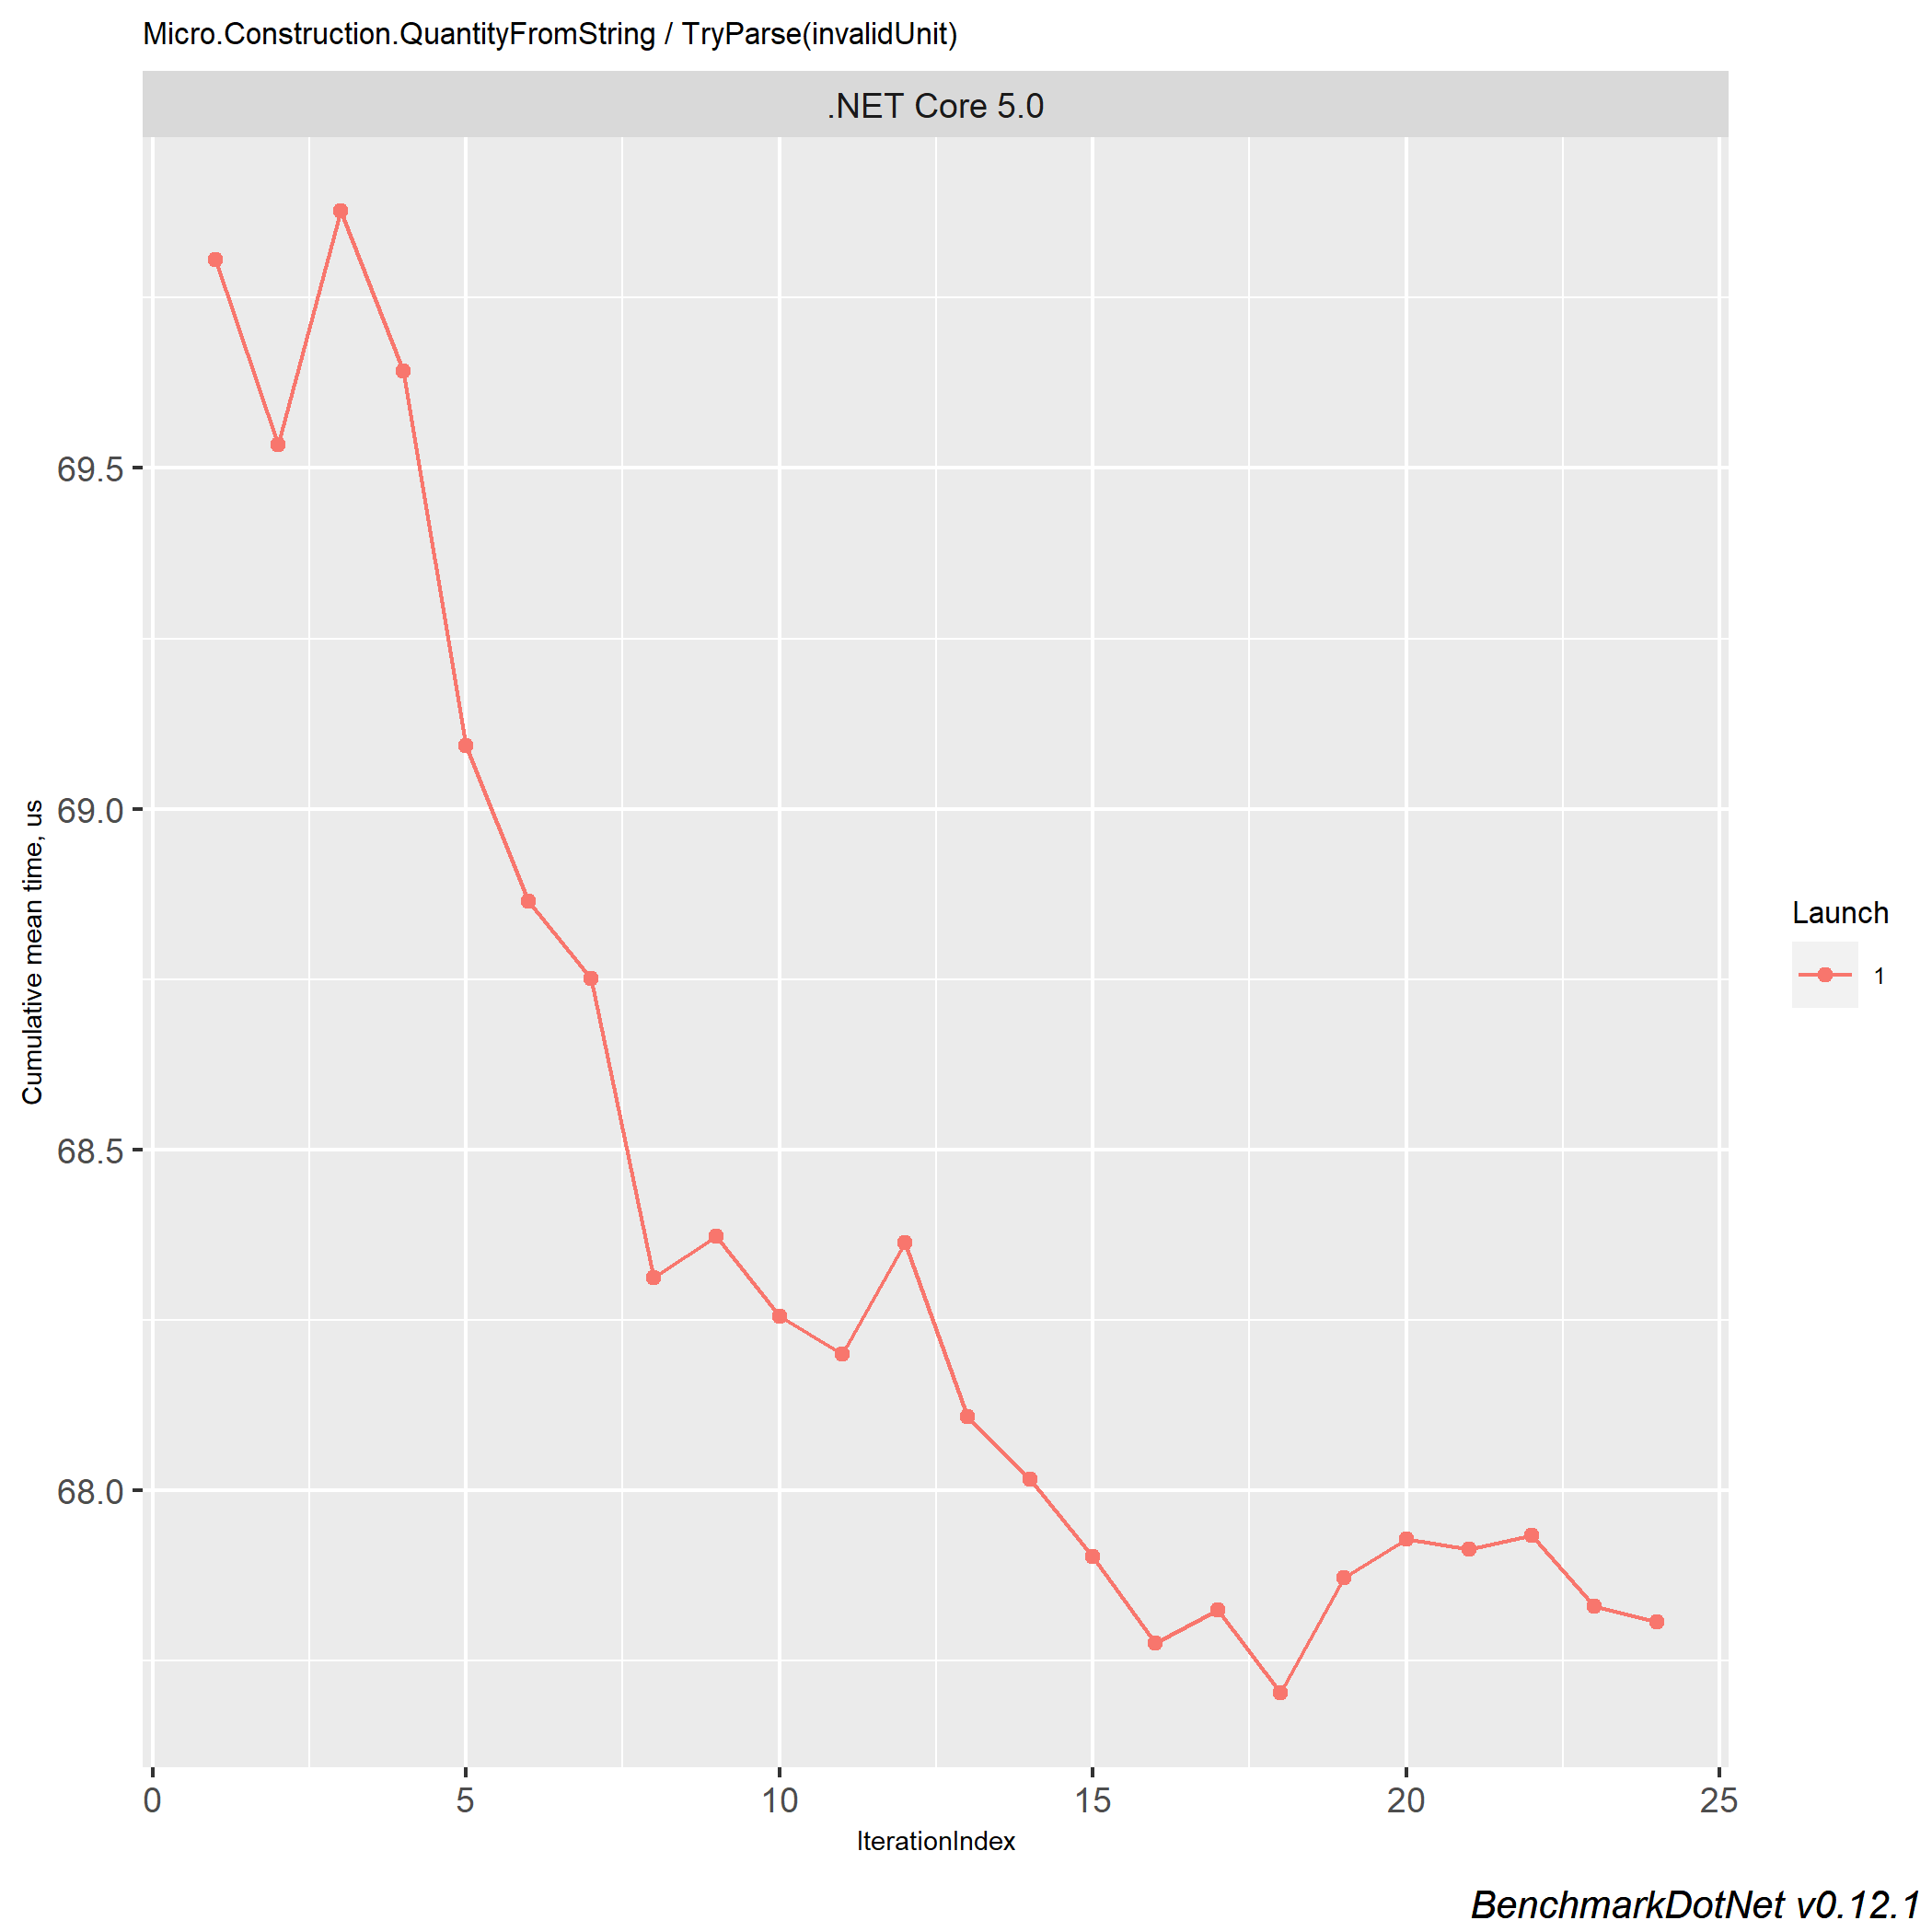 Micro.Construction.QuantityFromString / TryParse(invalidUnit)
.NET Core 5.0
Cumulative mean time, us
69.5
69.0
68.5
68.0
0 5 10 15 20 25
IterationIndex
Launch
1
BenchmarkDotNet v0.12.1